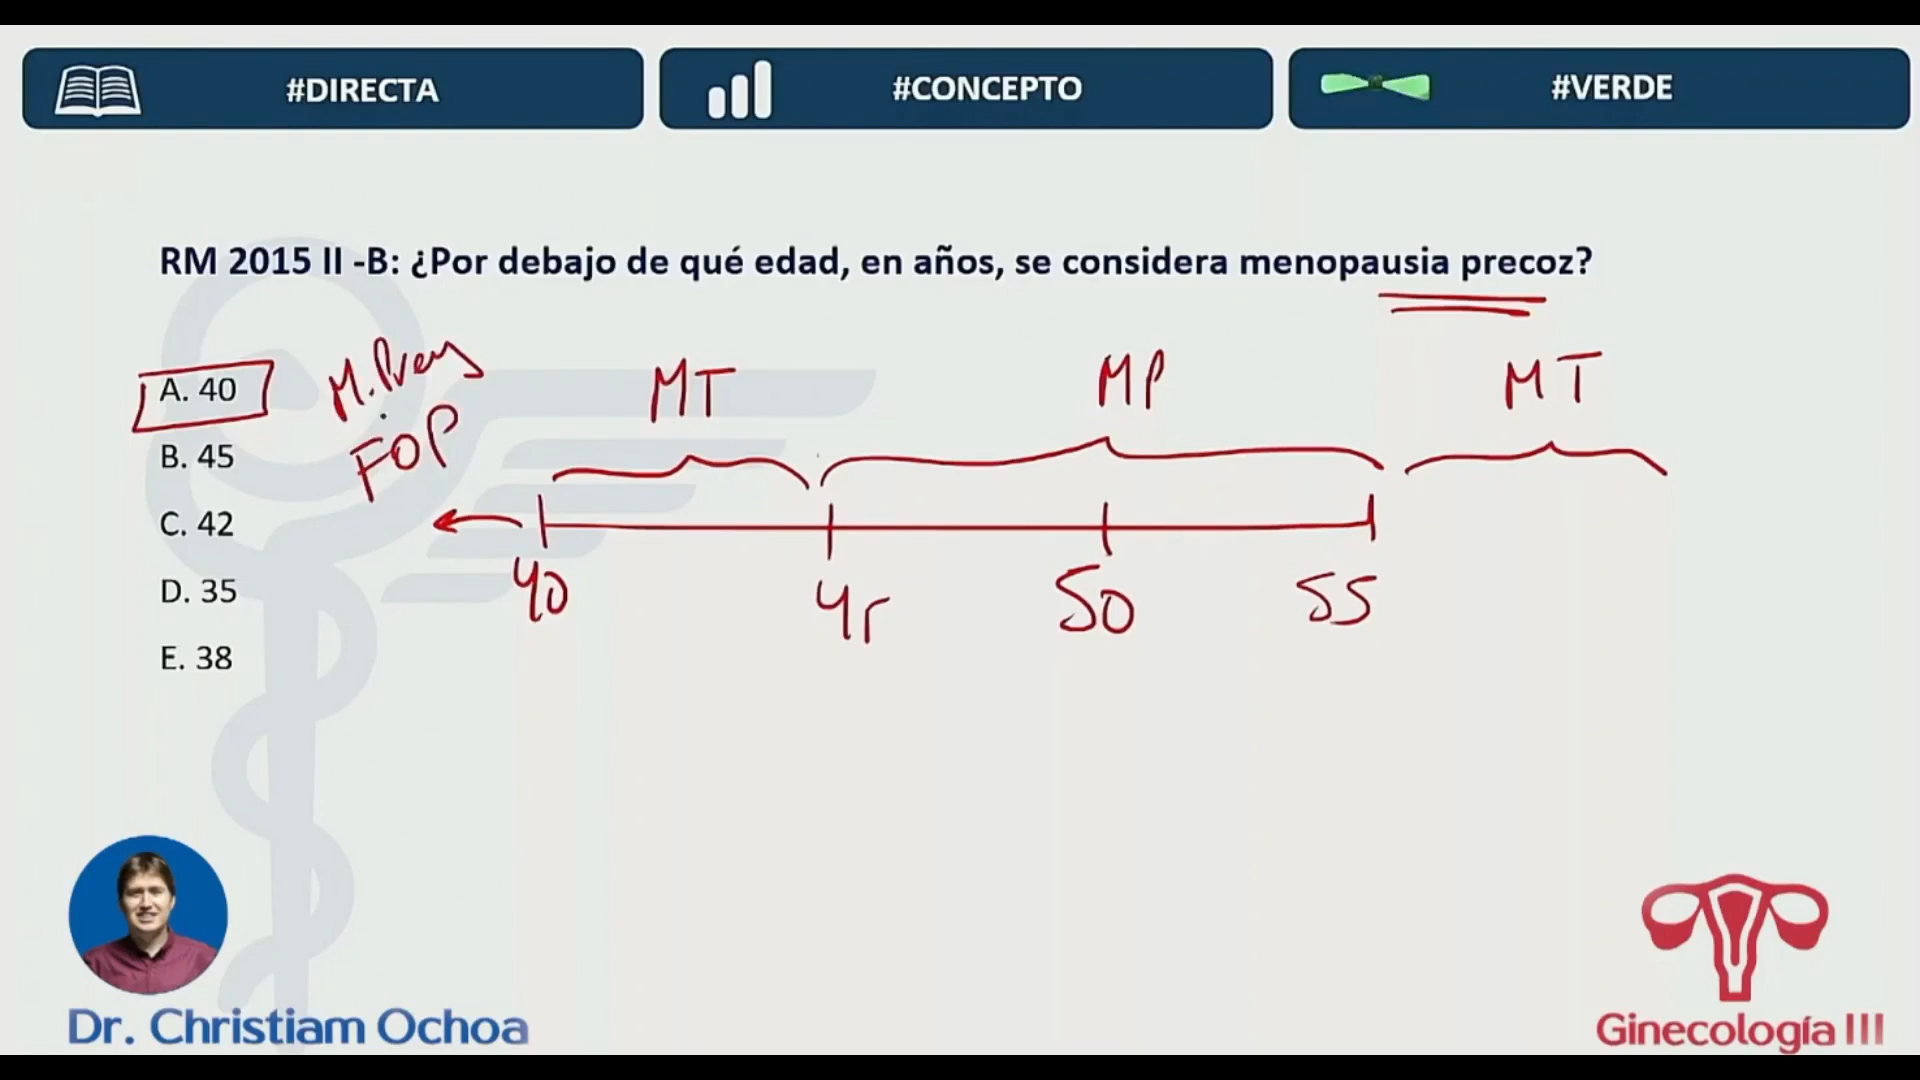 #DIRECTA
#CONCEPTO
#VERDE
RM 2015 II -B: ¿Por debajo de qué edad, en años, se considera menopausia precoz?
A. 40
B. 45
C. 42
D. 35
E. 38
FOP
MT
MP
MT
40
45
50
55
Dr. Christiam Ochoa
Ginecología III